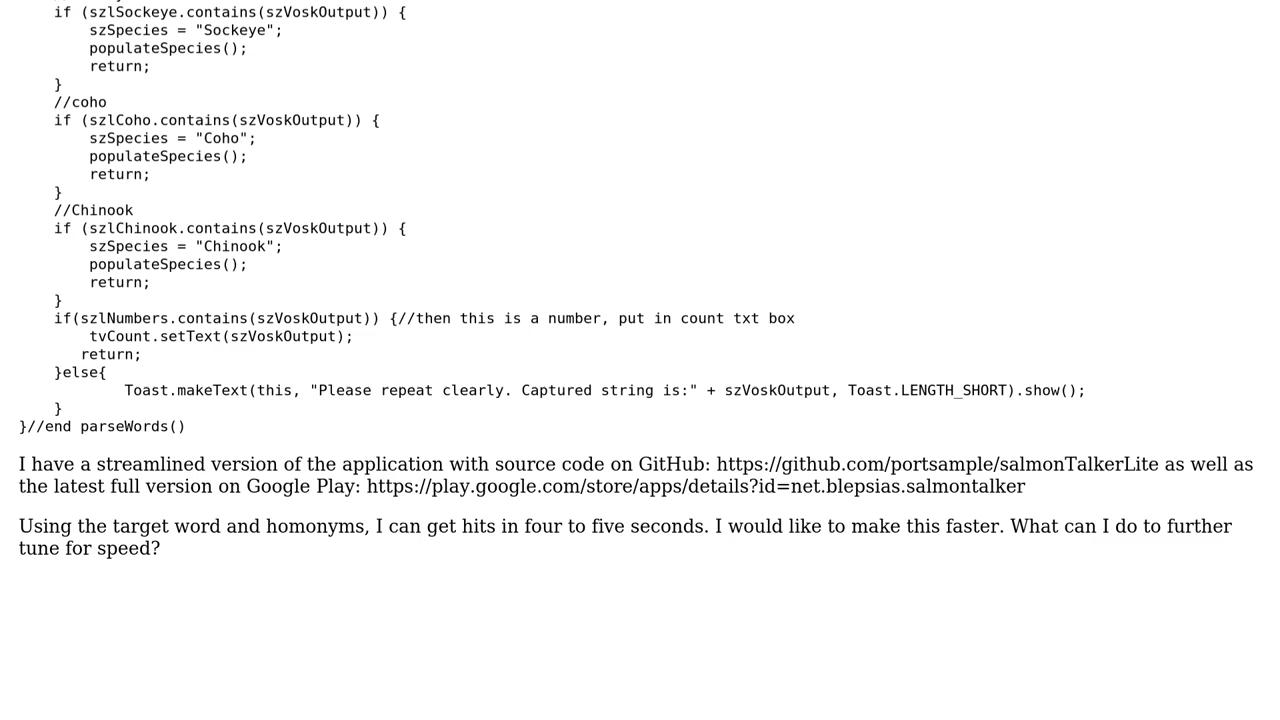 if (szlSockeye.contains(szVoskOutput)) {
szSpecies = "Sockeye";
populateSpecies();
return;
}
//coho
if (szlCoho.contains(szVoskOutput)) {
szSpecies = "Coho";
populateSpecies();
return;
}
//Chinook
if (szlChinook.contains(szVoskOutput)) {
szSpecies = "Chinook";
populateSpecies();
return;
}
if(szlNumbers.contains(szVoskOutput)) {//then this is a number, put in count txt box
tvCount.setText(szVoskOutput);
return;
}else{
Toast.makeText(this, "Please repeat clearly. Captured string is:" + szVoskOutput, Toast.LENGTH_SHORT).show();
}
}//end parseWords()
I have a streamlined version of the application with source code on GitHub: https://github.com/portsample/salmonTalkerLite as well as
the latest full version on Google Play: https://play.google.com/store/apps/details?id=net.blepsias.salmontalker
Using the target word and homonyms, I can get hits in four to five seconds. I would like to make this faster. What can I do to further
tune for speed?